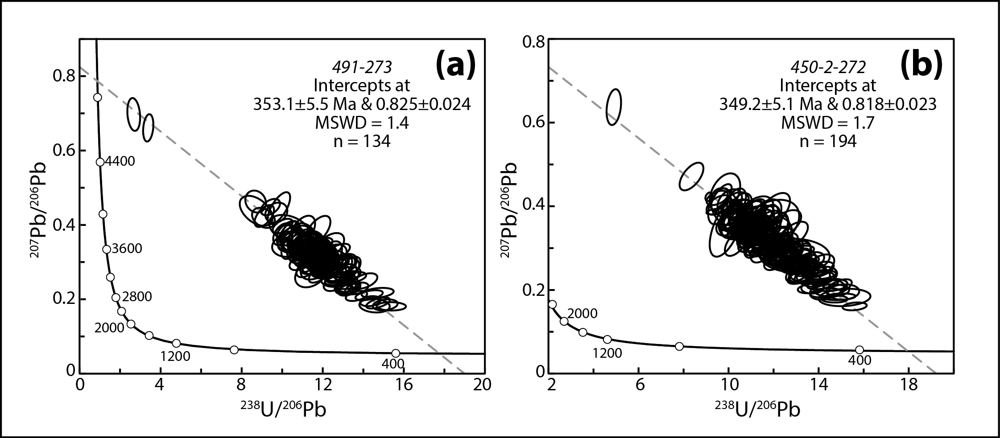 (a)
491-273
Intercepts at
353.1±5.5 Ma & 0.825±0.024
MSWD = 1.4
n = 134
0.8
0.6
0.4
0.2
0
207Pb/206Pb
4400
3600
2800
2000
1200
400
0 4 8 12 16 20
238U/206Pb
(b)
450-2-272
Intercepts at
349.2±5.1 Ma & 0.818±0.023
MSWD = 1.7
n = 194
0.8
0.6
0.4
0.2
0
207Pb/206Pb
2000
1200
400
2 6 10 14 18
238U/206Pb